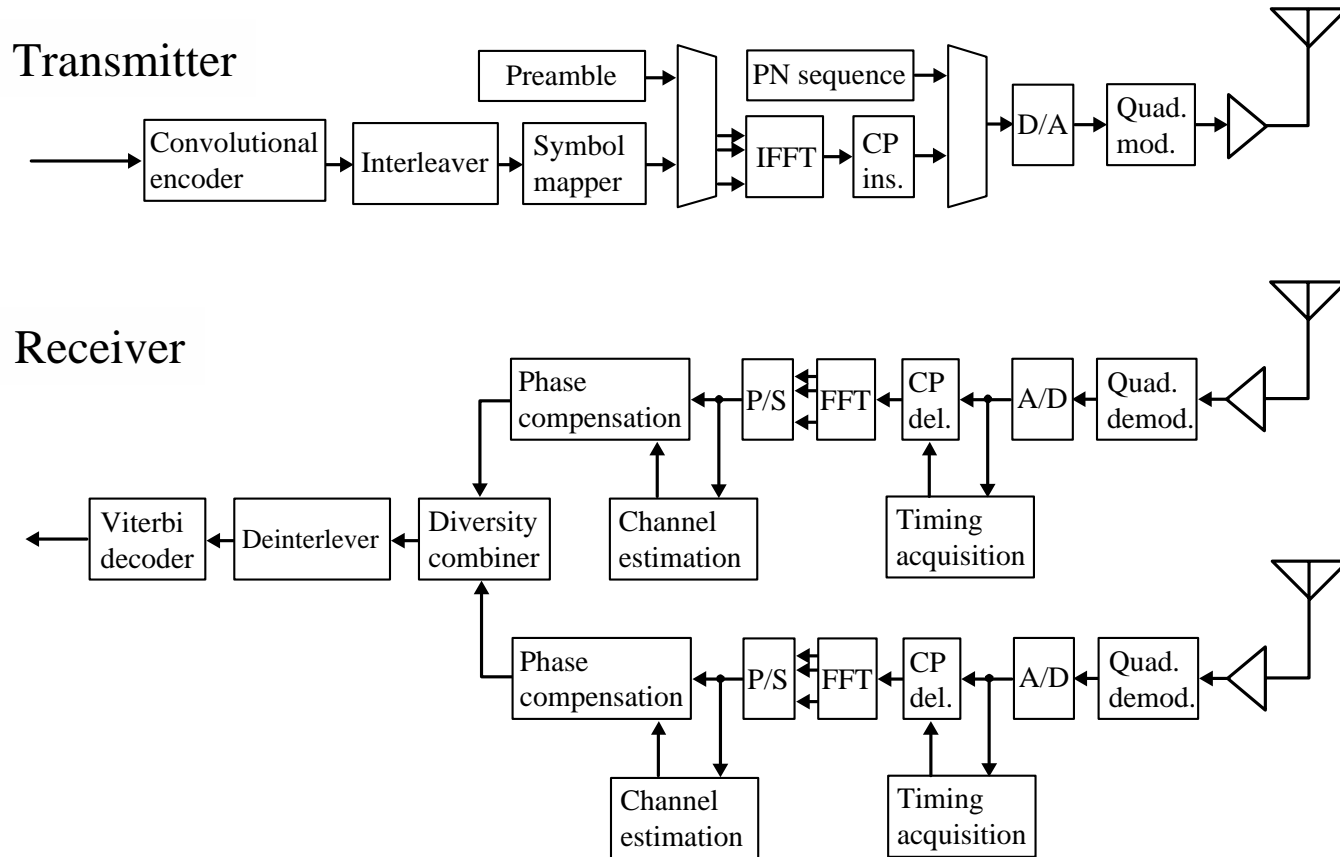 Transmitter
Preamble
PN sequence
Convolutional
encoder
Interleaver
Symbol
mapper
IFFT
CP
ins.
D/A
Quad.
mod.
Receiver
Phase
compensation
P/S
FFT
CP
del.
A/D
Quad.
demod.
Viterbi
decoder
Deinterlever
Diversity
combiner
Channel
estimation
Timing
acquisition
Phase
compensation
P/S
FFT
CP
del.
A/D
Quad.
demod.
Channel
estimation
Timing
acquisition